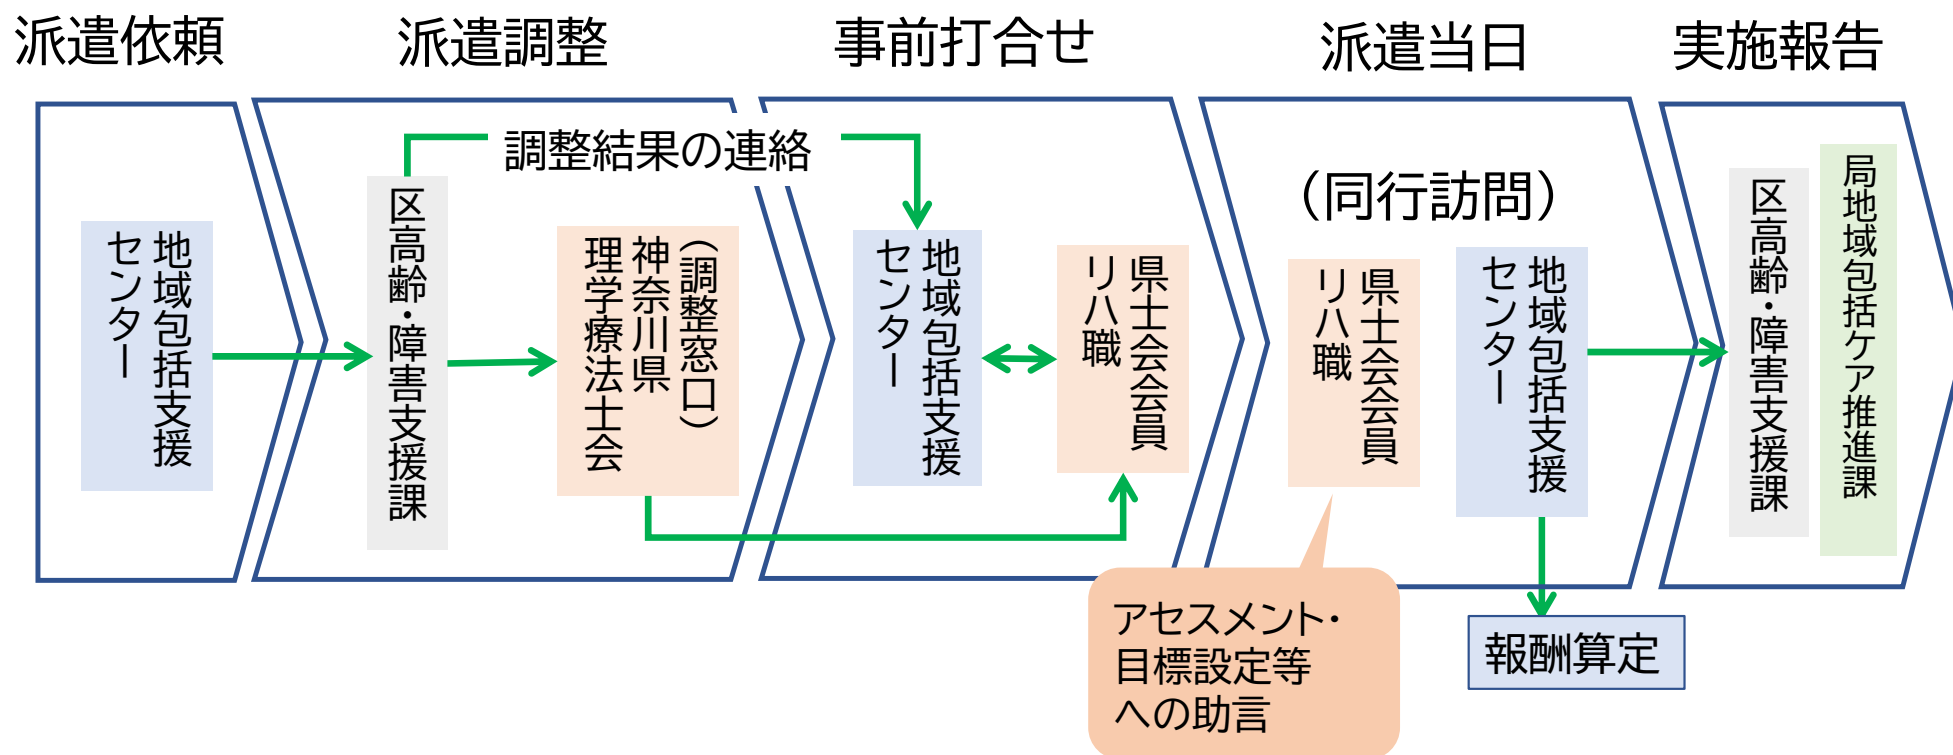 派遣依頼
派遣調整
事前打合せ
派遣当日
実施報告
地域包括支援
センター
調整結果の連絡
区高齢・障害支援課
（調整窓口）
神奈川県
理学療法士会
地域包括支援
センター
県士会会員
リハ職
（同行訪問）
県士会会員
リハ職
地域包括支援
センター
アセスメント・
目標設定等
への助言
報酬算定
区高齢・障害支援課
局地域包括ケア推進課